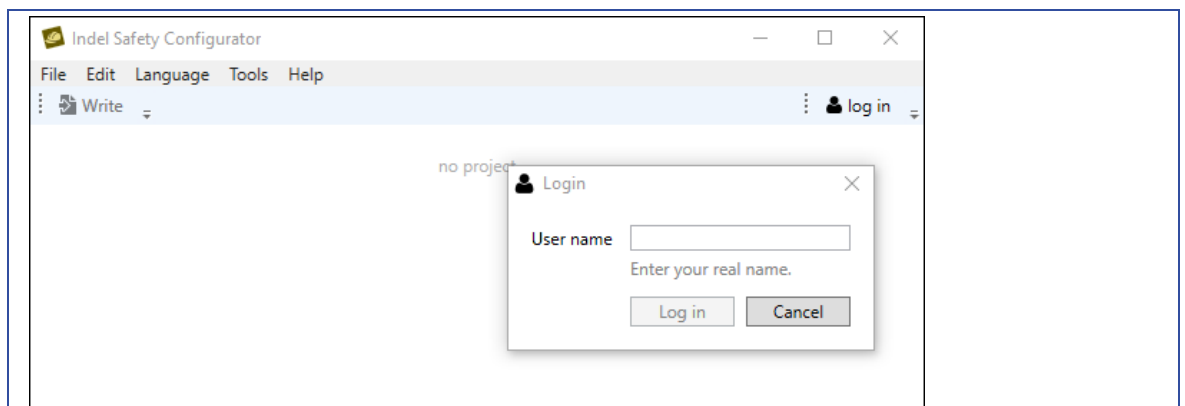 Indel Safety Configurator
File Edit Language Tools Help
Write log in
no project
Login
User name
Enter your real name.
Log in Cancel